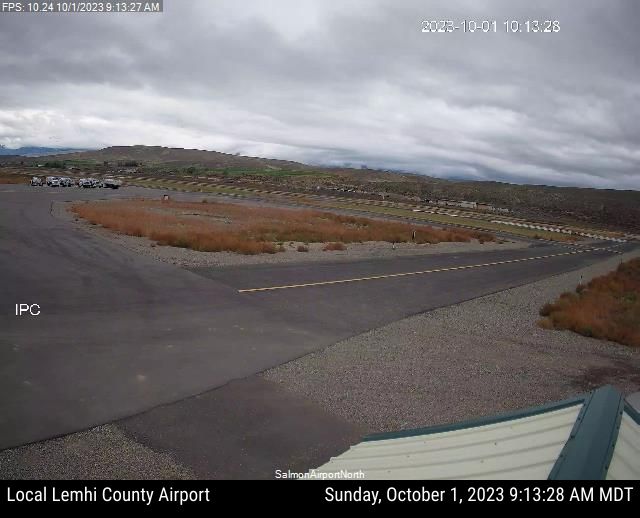 FPS: 10.24 10/1/2023 9:13:27 AM
2023-10-01 10:13:28
IPC
SalmonAirportNorth
Local Lemhi County Airport
Sunday, October 1, 2023 9:13:28 AM MDT